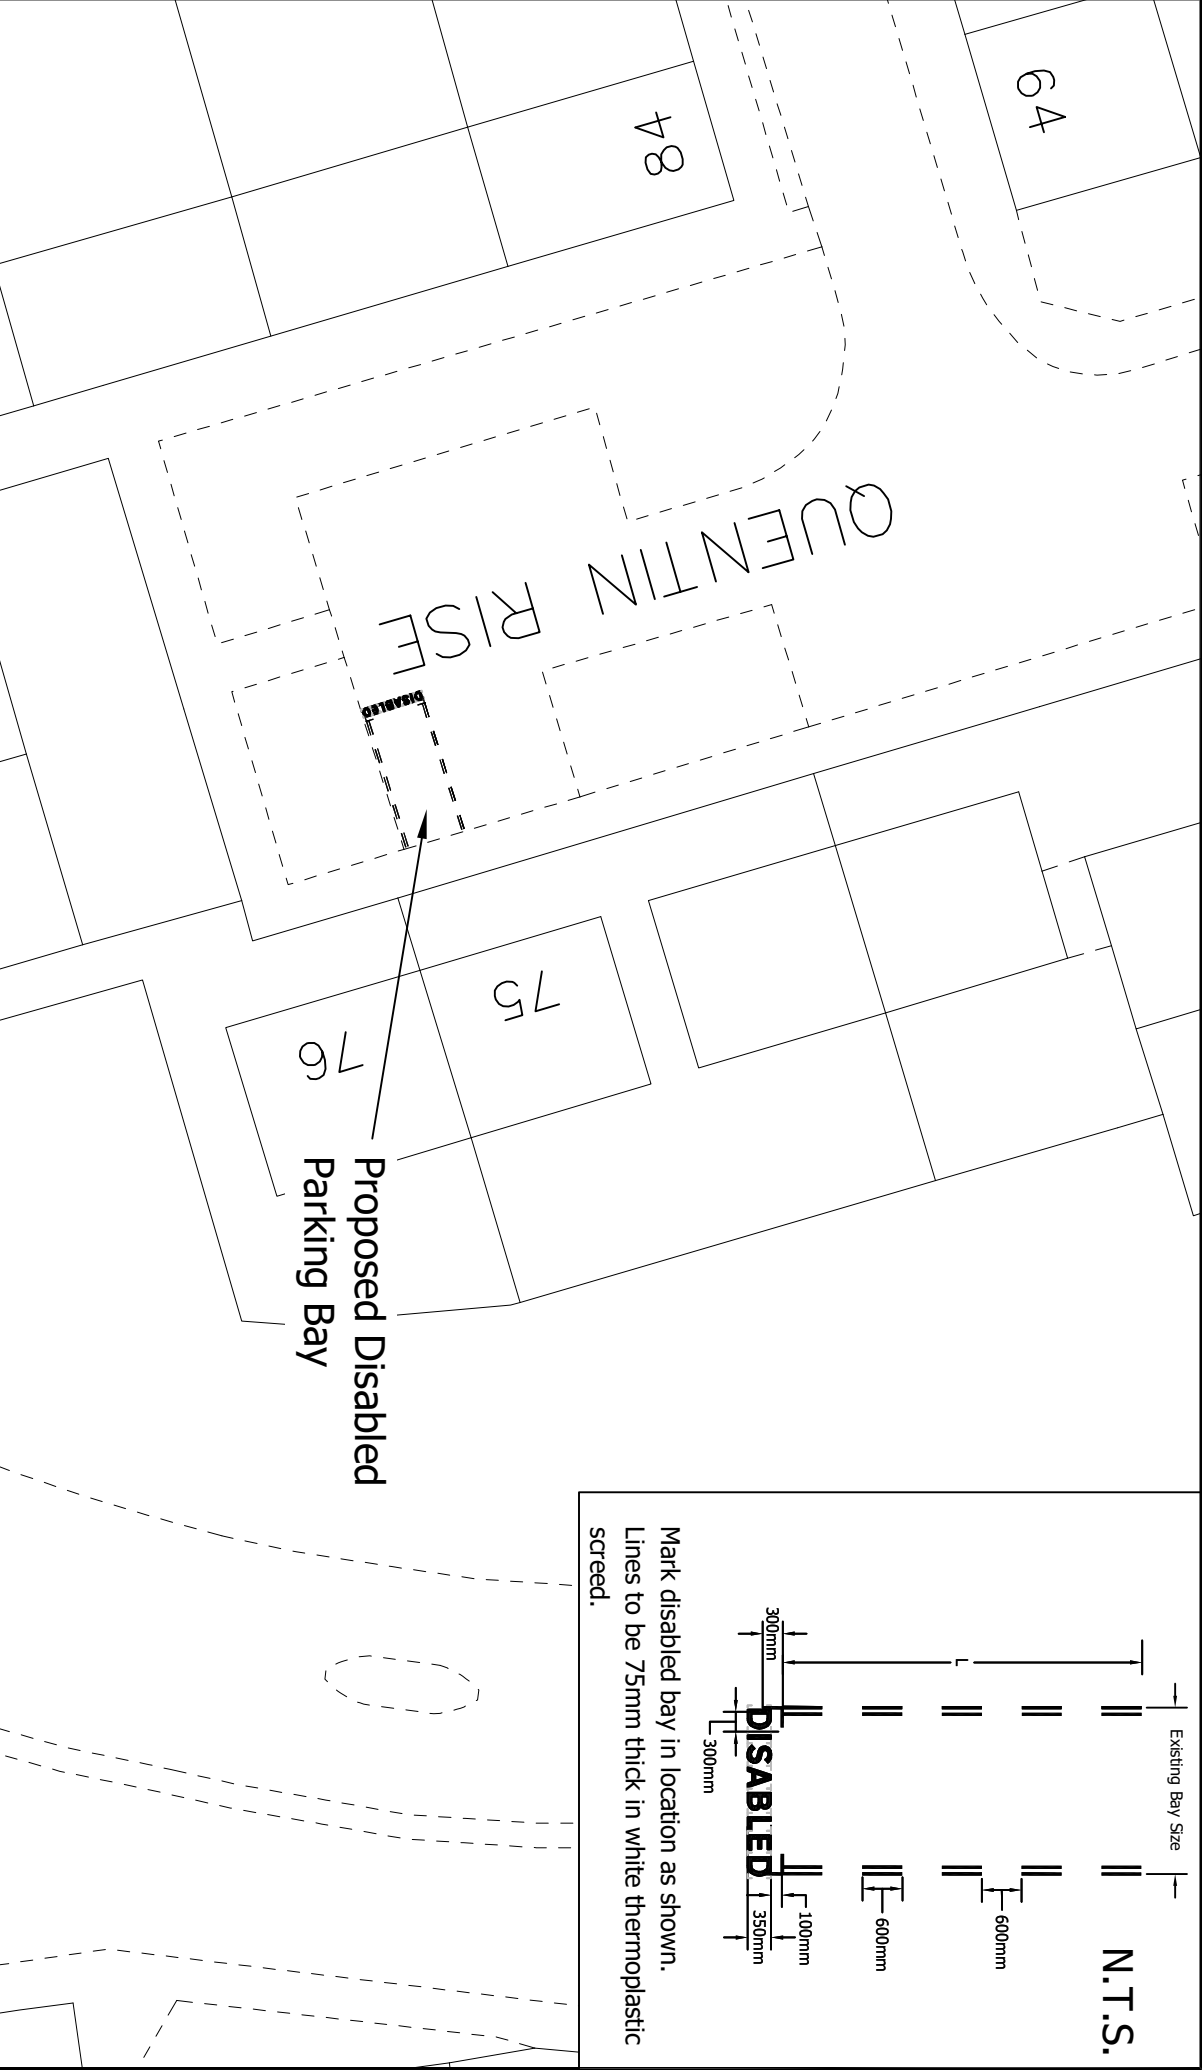 64
84
QUENTIN RISE
DISABLED
75
76
Proposed Disabled
Parking Bay
N.T.S.
Existing Bay Size
L
600mm
600mm
300mm
100mm
350mm
DISABLED
300mm
Mark disabled bay in location as shown.
Lines to be 75mm thick in white thermoplastic
screed.